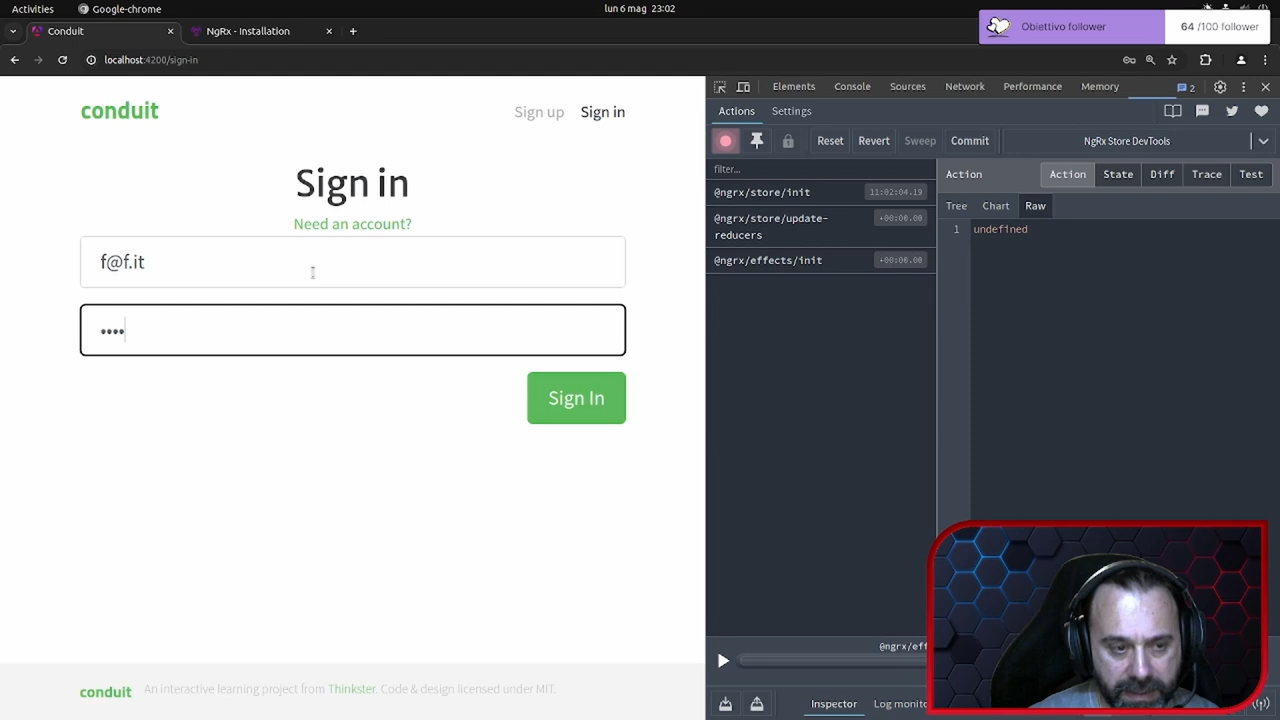 Activities
Google-chrome
lun 6 mag 23:02
Conduit
NgRx - Installation
Obiettivo follower
64 /100 follower
localhost:4200/sign-in
conduit
Sign up
Sign in
Sign in
Need an account?
f@f.it
••••
Sign In
conduit
An interactive learning project from Thinkster. Code & design licensed under MIT.
Elements
Console
Sources
Network
Performance
Memory
2
Actions
Settings
Reset
Revert
Sweep
Commit
NgRx Store DevTools
filter...
@ngrx/store/init
11:02:04.19
@ngrx/store/update-
reducers
+00:00.00
@ngrx/effects/init
+00:00.00
Action
Action
State
Diff
Trace
Test
Tree
Chart
Raw
1
undefined
@ngrx/eff
Inspector
Log monito